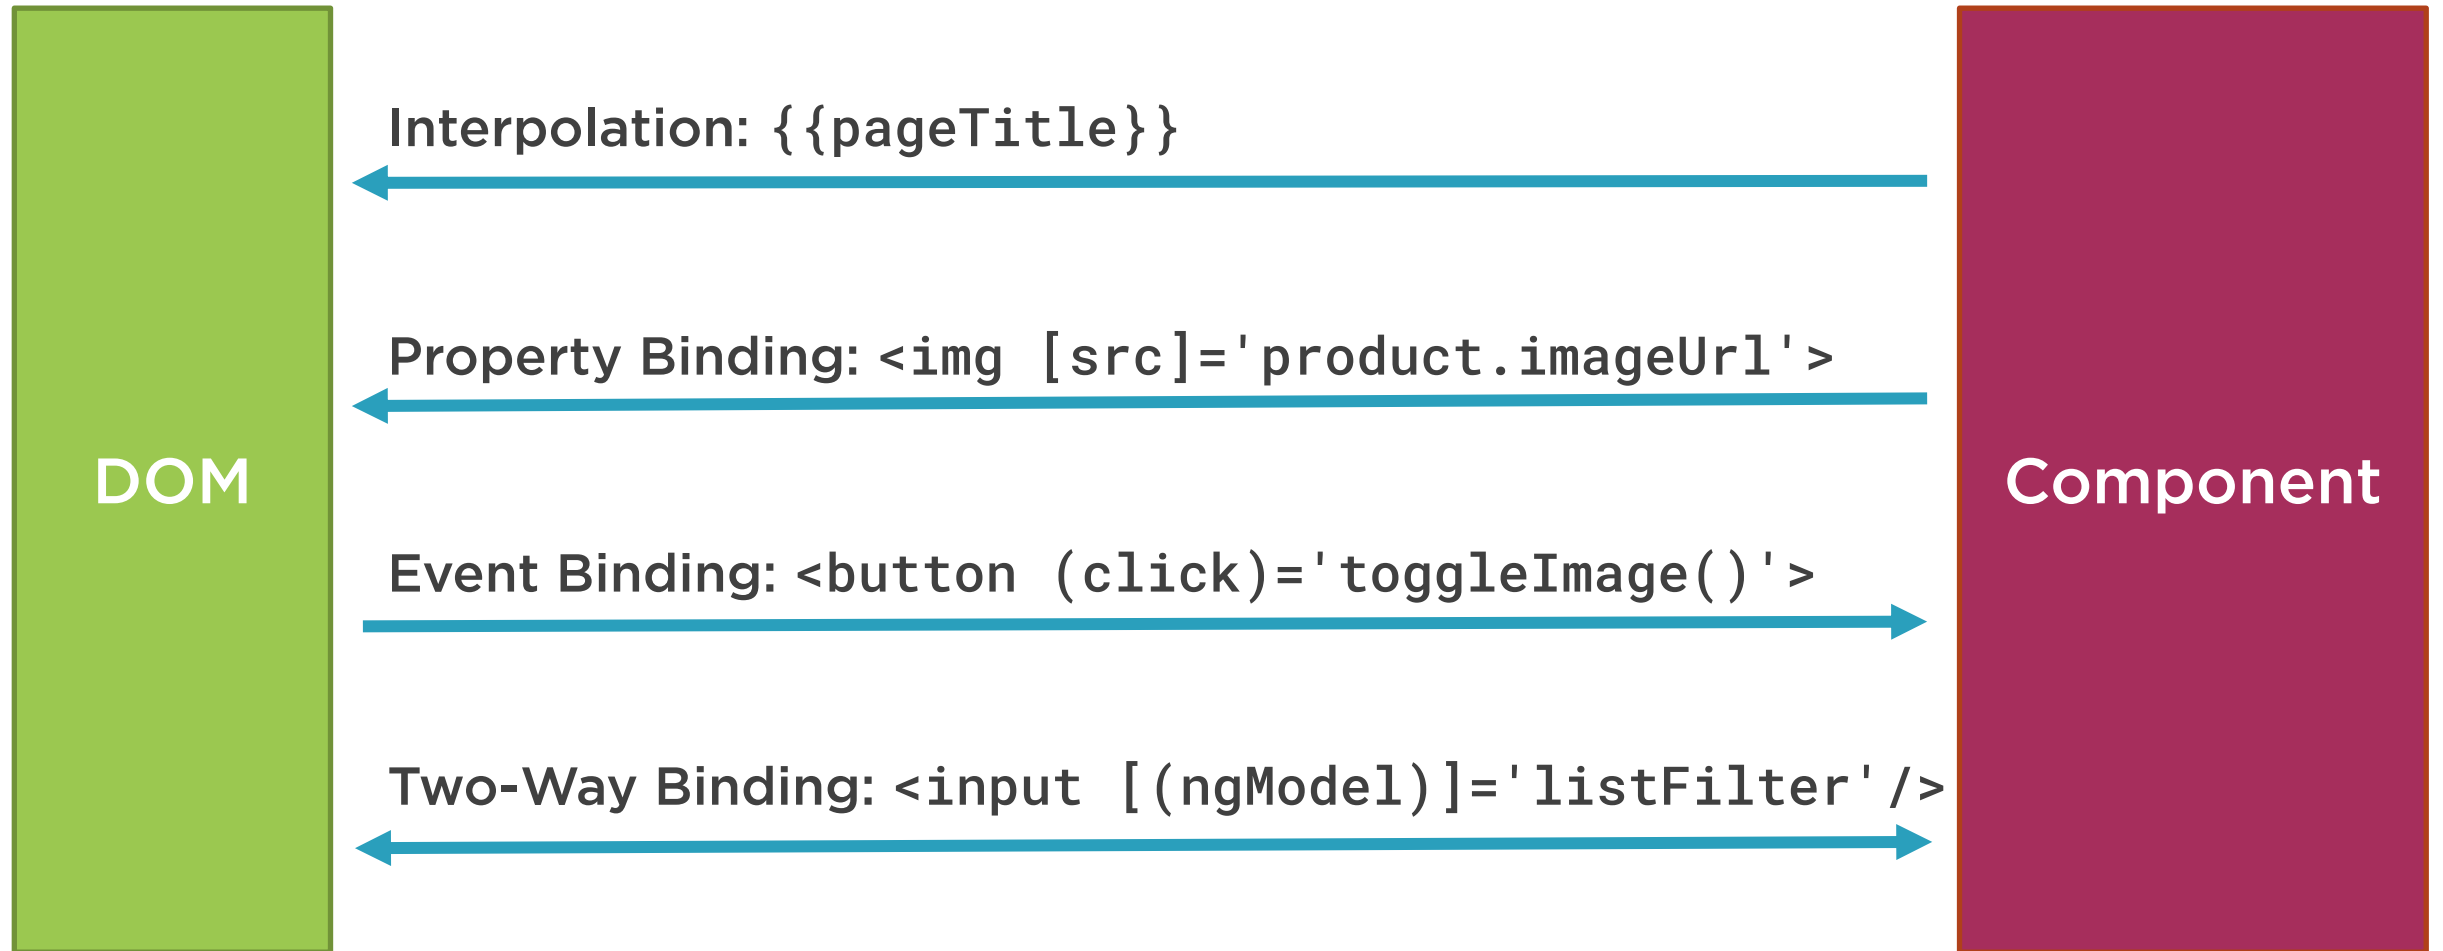 Interpolation: {{pageTitle}}
Property Binding: <img [src]='product.imageUrl'>
DOM
Component
Event Binding: <button (click)='toggleImage()'>
Two-Way Binding: <input [(ngModel)]='listFilter'/>